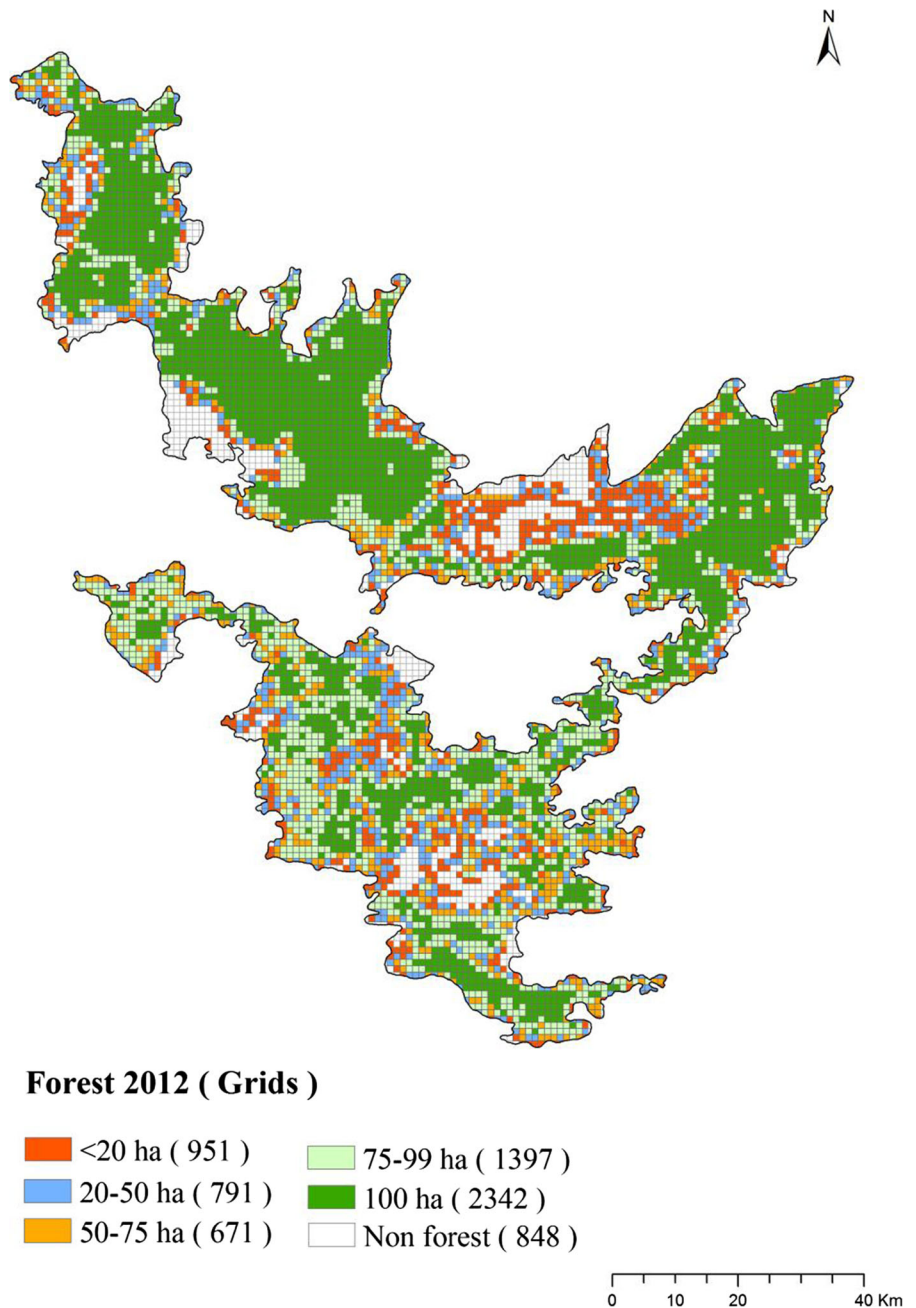 N
Forest 2012 ( Grids )
<20 ha ( 951 )
20-50 ha ( 791 )
50-75 ha ( 671 )
75-99 ha ( 1397 )
100 ha ( 2342 )
Non forest ( 848 )
0 10 20 40 Km